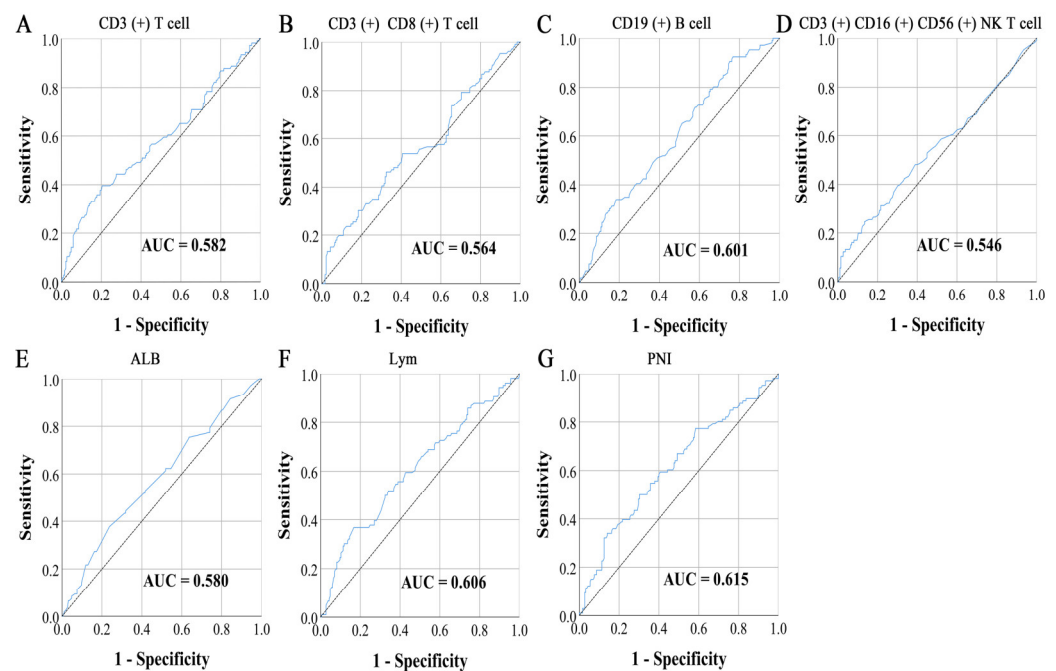 A
CD3 (+) T cell
1.0
0.8
0.6
0.4
0.2
0.0
Sensitivity
AUC = 0.582
0.0 0.2 0.4 0.6 0.8 1.0
1 - Specificity
B
CD3 (+) CD8 (+) T cell
1.0
0.8
0.6
0.4
0.2
0.0
Sensitivity
AUC = 0.564
0.0 0.2 0.4 0.6 0.8 1.0
1 - Specificity
C
CD19 (+) B cell
1.0
0.8
0.6
0.4
0.2
0.0
Sensitivity
AUC = 0.601
0.0 0.2 0.4 0.6 0.8 1.0
1 - Specificity
D
CD3 (+) CD16 (+) CD56 (+) NK T cell
1.0
0.8
0.6
0.4
0.2
0.0
Sensitivity
AUC = 0.546
0.0 0.2 0.4 0.6 0.8 1.0
1 - Specificity
E
ALB
1.0
0.8
0.6
0.4
0.2
0.0
Sensitivity
AUC = 0.580
0.0 0.2 0.4 0.6 0.8 1.0
1 - Specificity
F
Lym
1.0
0.8
0.6
0.4
0.2
0.0
Sensitivity
AUC = 0.606
0.0 0.2 0.4 0.6 0.8 1.0
1 - Specificity
G
PNI
1.0
0.8
0.6
0.4
0.2
0.0
Sensitivity
AUC = 0.615
0.0 0.2 0.4 0.6 0.8 1.0
1 - Specificity